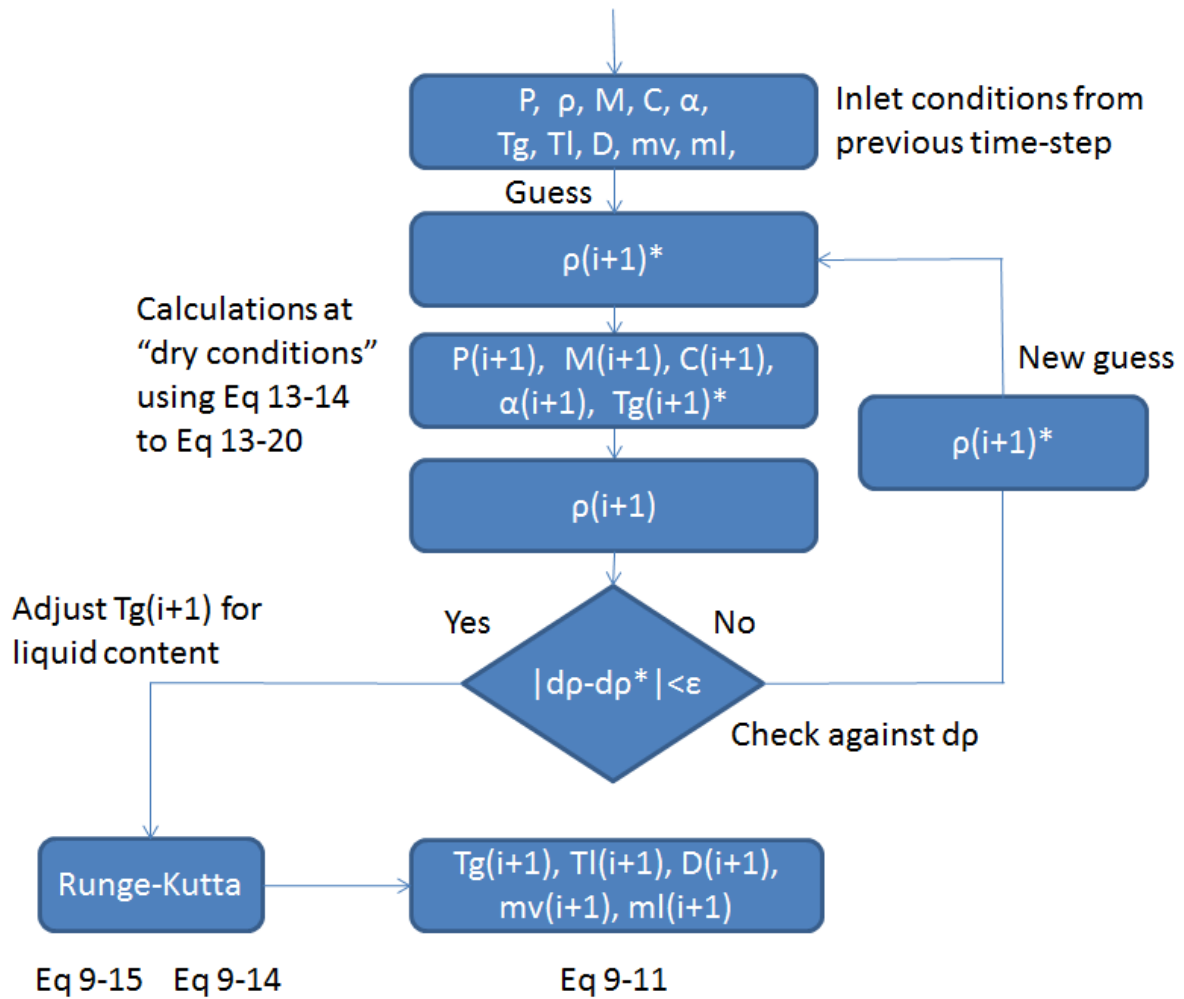 P, ρ, M, C, α,
Tg, Tl, D, mv, ml,
Inlet conditions from
previous time-step
Guess
ρ(i+1)*
Calculations at
“dry conditions”
using Eq 13-14
to Eq 13-20
P(i+1), M(i+1), C(i+1),
α(i+1), Tg(i+1)*
New guess
ρ(i+1)*
ρ(i+1)
Adjust Tg(i+1) for
liquid content
Yes
No
|dρ-dρ*|<ε
Check against dρ
Runge-Kutta
Tg(i+1), Tl(i+1), D(i+1),
mv(i+1), ml(i+1)
Eq 9-15 Eq 9-14
Eq 9-11